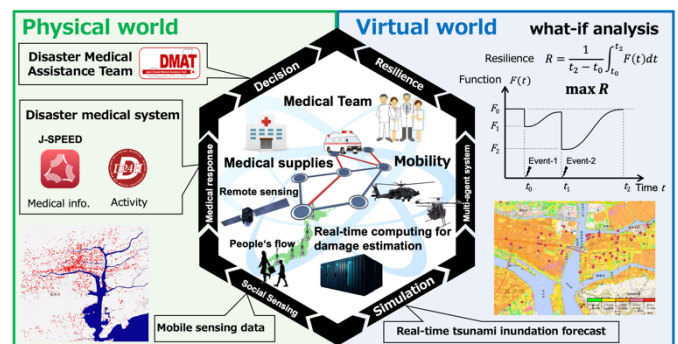 Physical world
Virtual world
what-if analysis
Disaster Medical
Assistance Team
DMAT
Decision
Resilience
Resilience R = 1/(t₂ − t₀) ∫_{t₀}^{t₂} F(t)dt
max R
Function F(t)
F₀
F₁
F₂
Event-1
Event-2
t₀
t₁
t₂
Time t
Medical Team
Disaster medical system
J-SPEED
D24H
Medical info.
Activity
Medical response
Medical supplies
Mobility
Multi-agent system
Remote sensing
Real-time computing for
damage estimation
People's flow
Social Sensing
Simulation
Mobile sensing data
Real-time tsunami inundation forecast